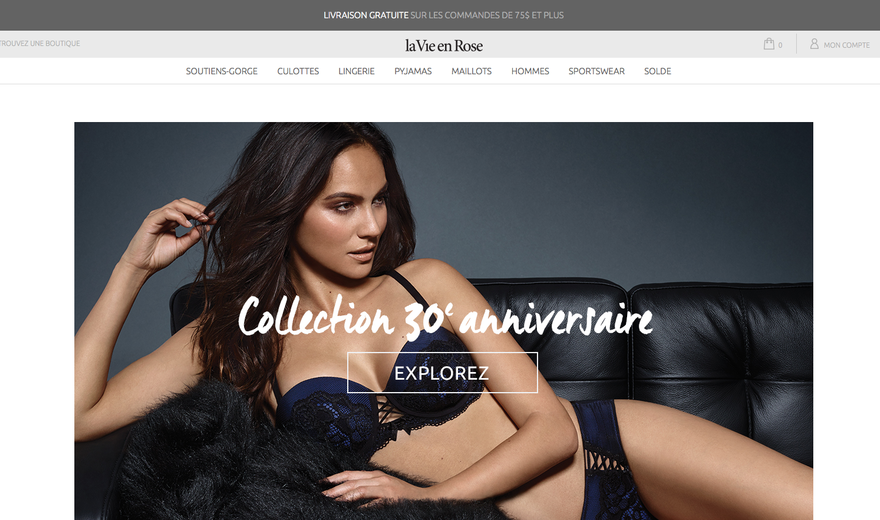 LIVRAISON GRATUITE SUR LES COMMANDES DE 75$ ET PLUS
TROUVEZ UNE BOUTIQUE
la Vie en Rose
0
MON COMPTE
SOUTIENS-GORGE CULOTTES LINGERIE PYJAMAS MAILLOTS HOMMES SPORTSWEAR SOLDE
Collection 30e anniversaire
EXPLOREZ